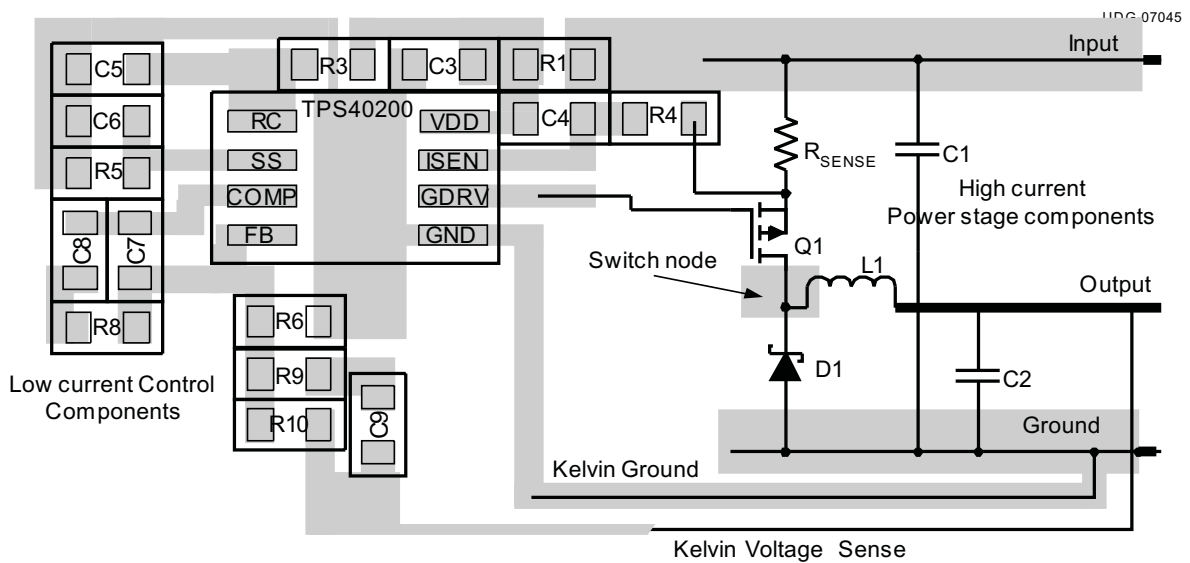 UDG-07045
Input
C5
R3
C3
R1
TPS40200
C4
R4
RC
VDD
C6
SS
ISEN
R5
COMP
GDRV
FB
GND
C8
C7
R8
RSENSE
C1
High current
Power stage components
Q1
Switch node
L1
Output
R6
R9
R10
C9
D1
C2
Low current Control
Components
Ground
Kelvin Ground
Kelvin Voltage Sense